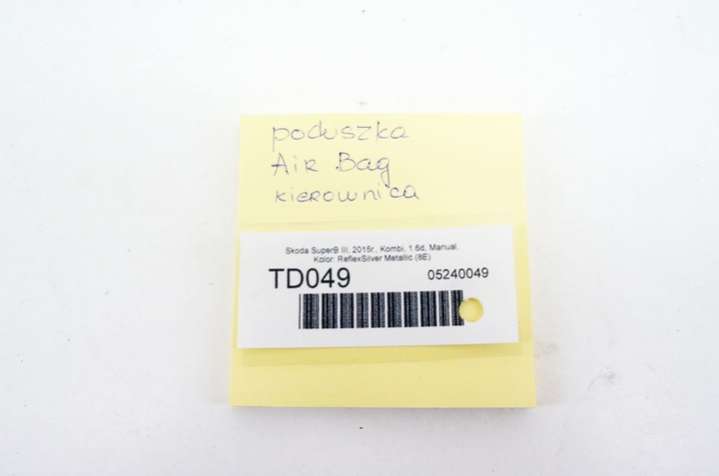 poduszka
Air Bag
kierownica
Skoda SuperB III, 2015r., Kombi, 1.6d, Manual.
Kolor: ReflexSilver Metallic (8E)
TD049 05240049